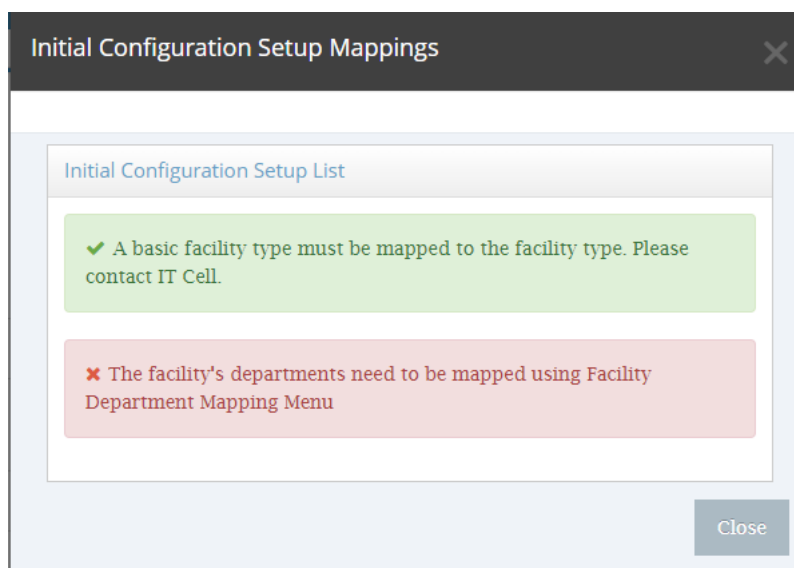 Initial Configuration Setup Mappings
Initial Configuration Setup List
A basic facility type must be mapped to the facility type. Please
contact IT Cell.
The facility's departments need to be mapped using Facility
Department Mapping Menu
Close